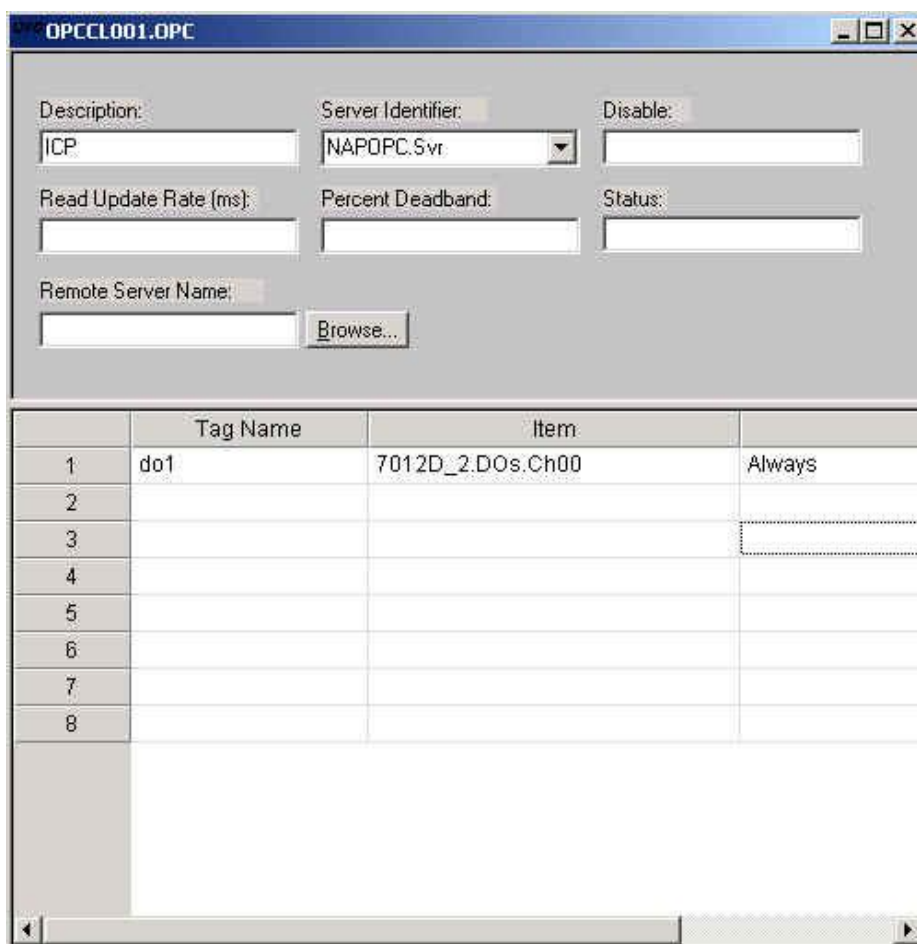 OPCCL001.OPC
Description: Server Identifier: Disable:
ICP NAPOPC.Svr
Read Update Rate (ms): Percent Deadband: Status:
Remote Server Name:
Browse...
Tag Name Item
1 do1 7012D_2.DOs.Ch00 Always
2
3
4
5
6
7
8